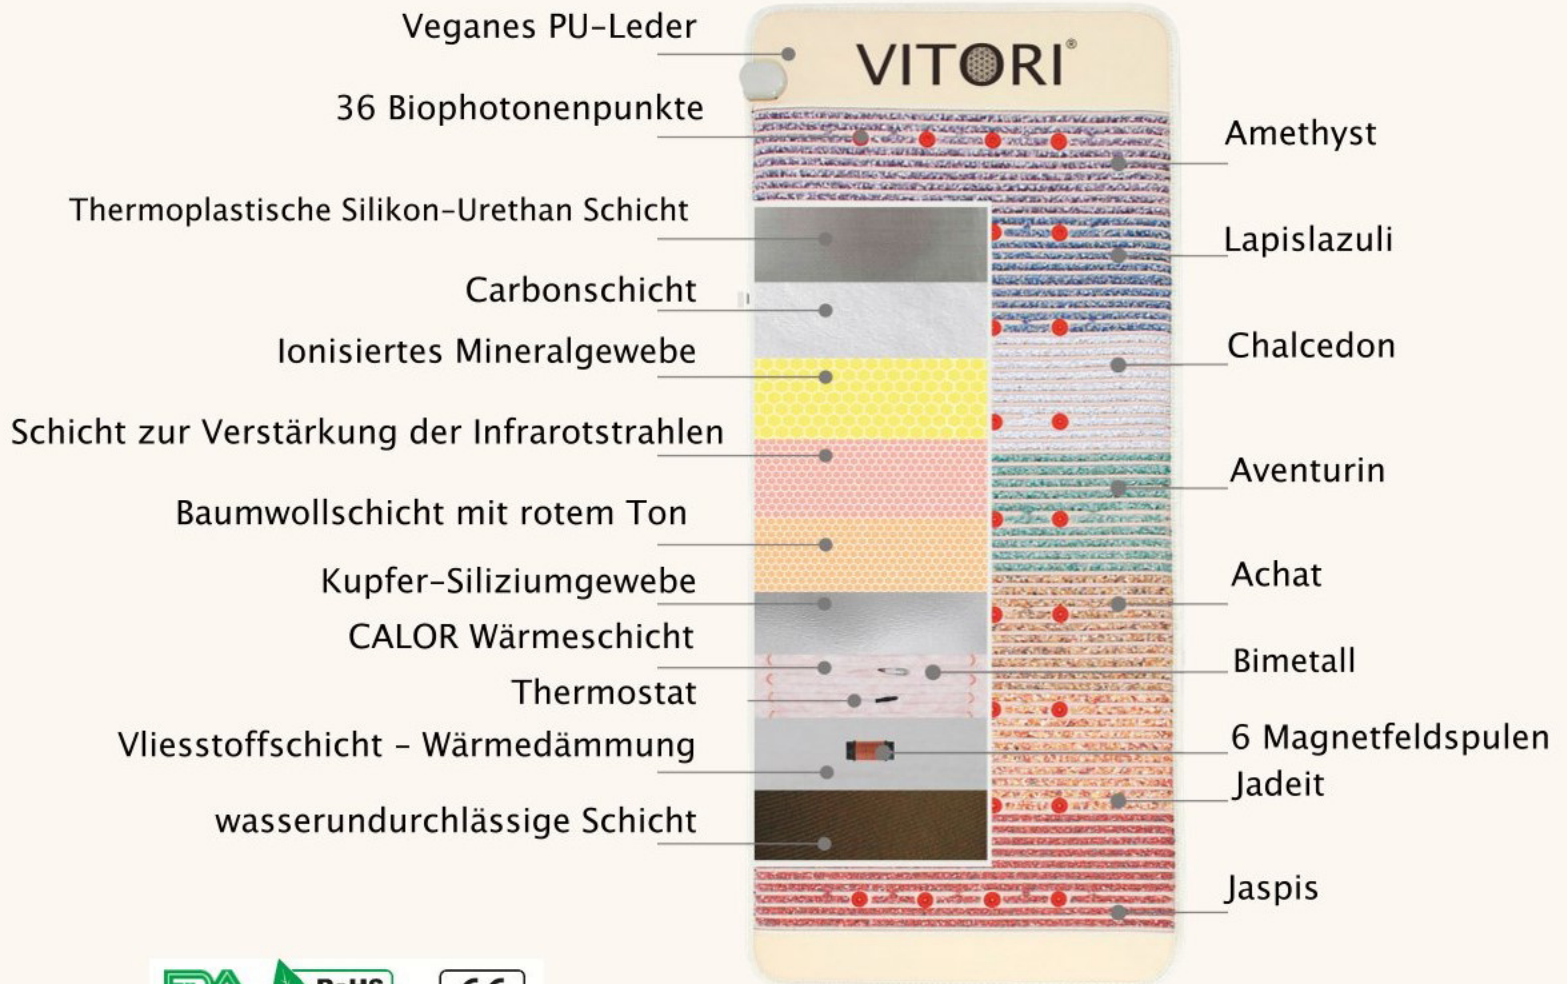 Veganes PU-Leder
VITORI®
36 Biophotonenpunkte
Amethyst
Thermoplastische Silikon-Urethan Schicht
Lapislazuli
Carbonschicht
Chalcedon
Ionisiertes Mineralgewebe
Schicht zur Verstärkung der Infrarotstrahlen
Aventurin
Baumwollschicht mit rotem Ton
Achat
Kupfer-Siliziumgewebe
CALOR Wärmeschicht
Bimetall
Thermostat
Vliesstoffschicht - Wärmedämmung
6 Magnetfeldspulen
Jadeit
wasserundurchlässige Schicht
Jaspis
RoHS